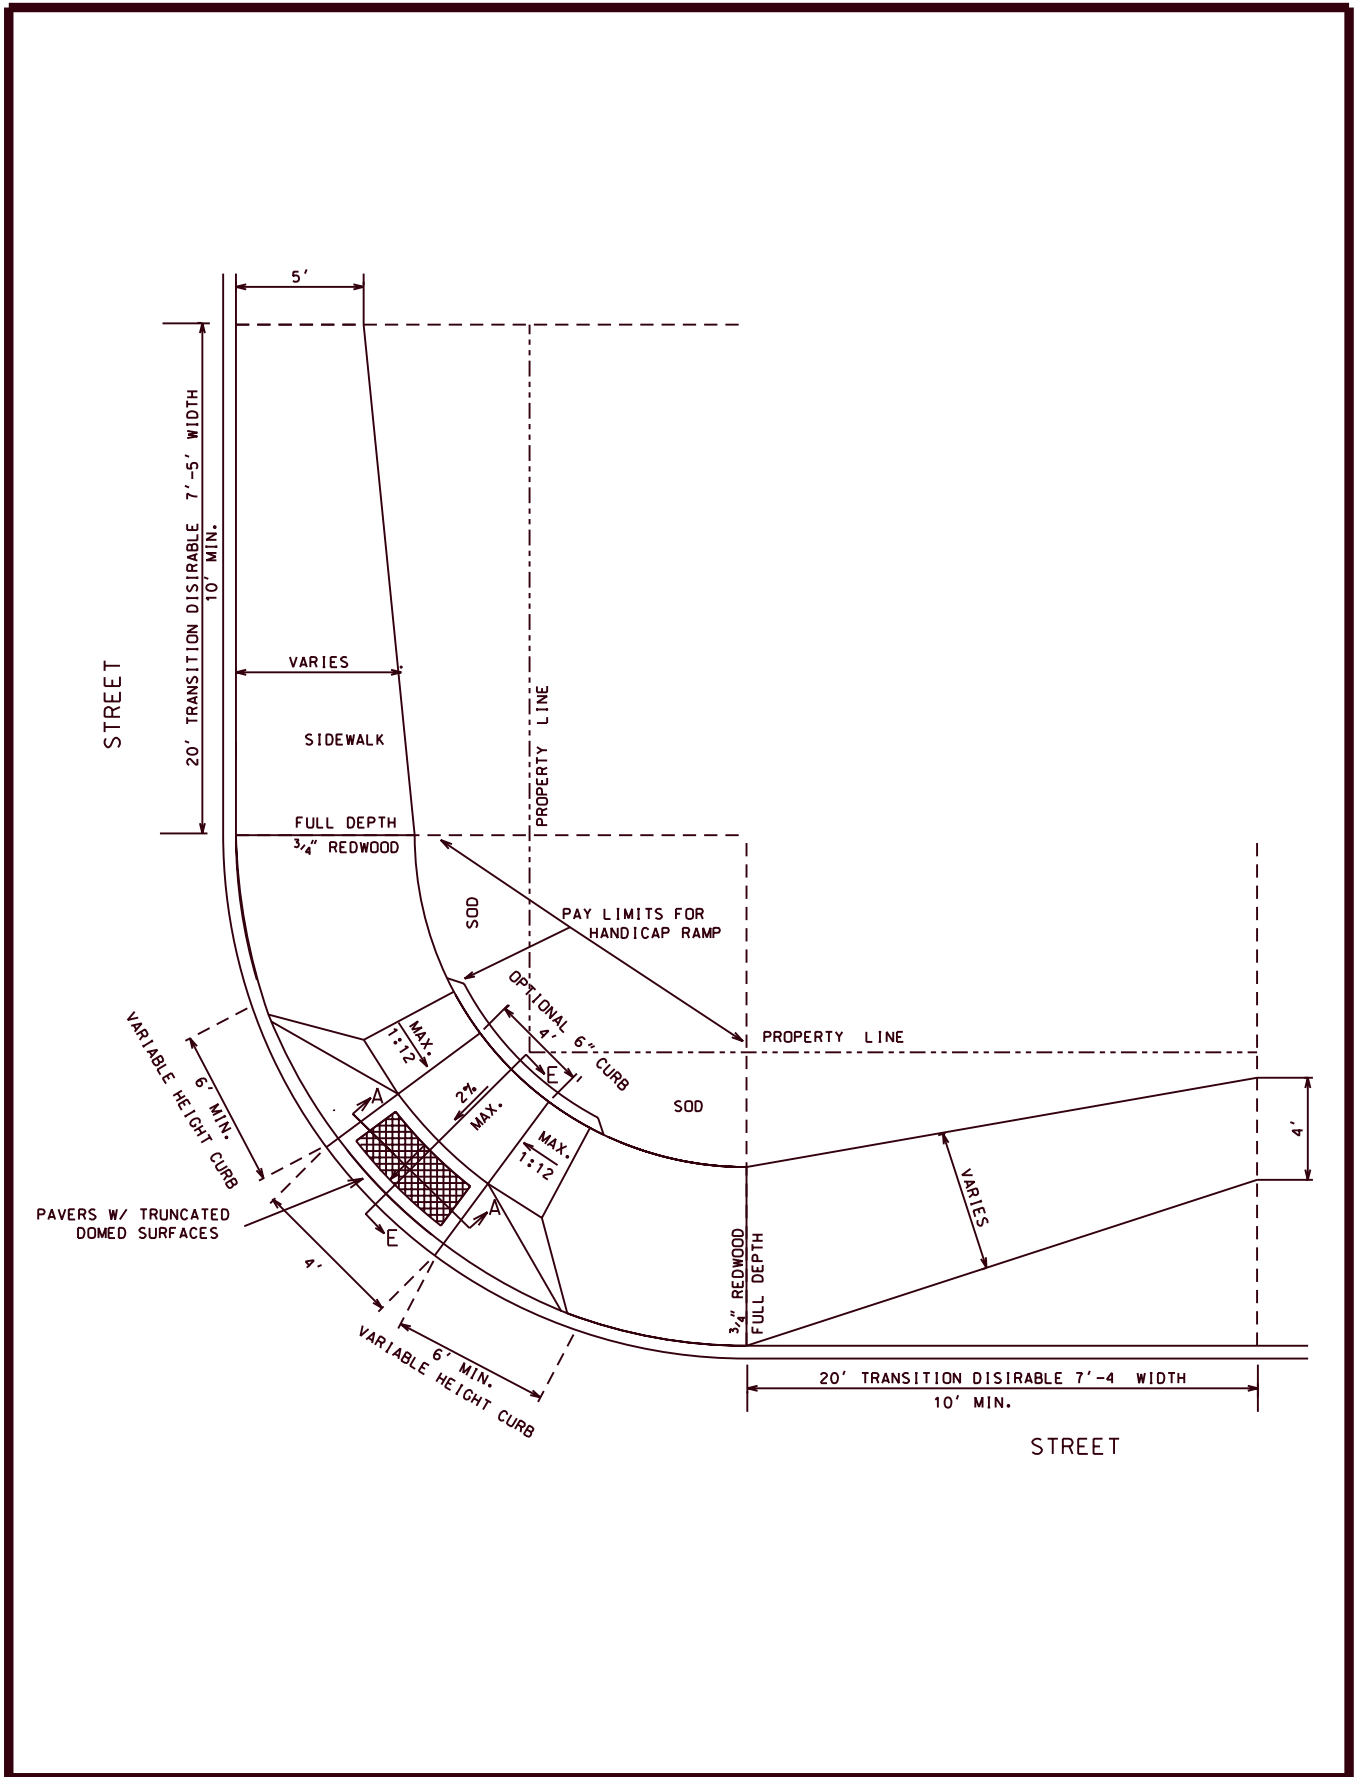 5'
20' TRANSITION DISIRABLE 7'-5' WIDTH
10' MIN.
STREET
VARIES
SIDEWALK
PROPERTY LINE
FULL DEPTH
3/4" REDWOOD
SOD
PAY LIMITS FOR
HANDICAP RAMP
OPTIONAL 6" CURB
4'
PROPERTY LINE
MAX.
1:12
E
2%
MAX.
A
SOD
VARIABLE HEIGHT CURB
6' MIN.
MAX.
1:12
4'
VARIES
PAVERS W/ TRUNCATED
DOMED SURFACES
A
E
4'
3/4" REDWOOD
FULL DEPTH
6' MIN.
VARIABLE HEIGHT CURB
20' TRANSITION DISIRABLE 7'-4 WIDTH
10' MIN.
STREET